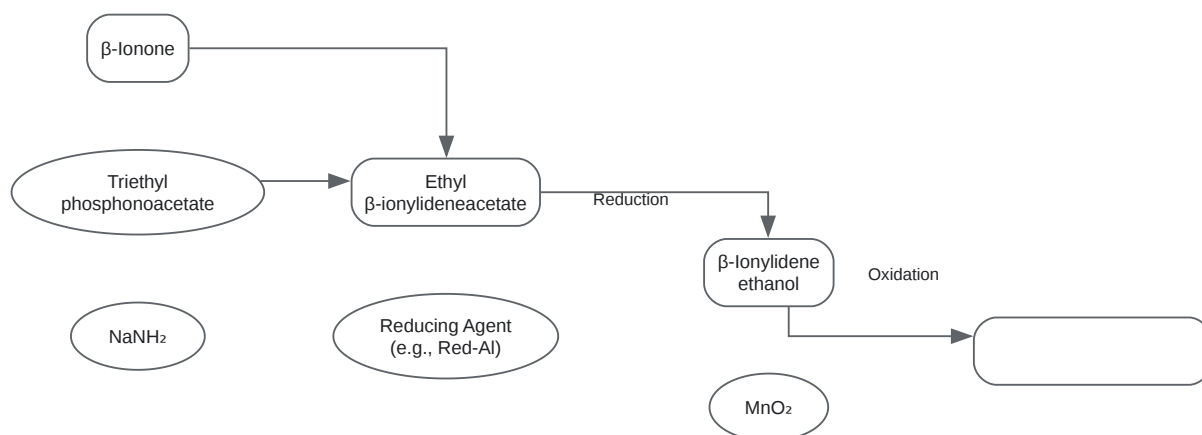 β-Ionone
Triethyl
phosphonoacetate
Ethyl
β-ionylideneacetate
Reduction
β-Ionylidene
ethanol
Oxidation
NaNH₂
Reducing Agent
(e.g., Red-Al)
MnO₂